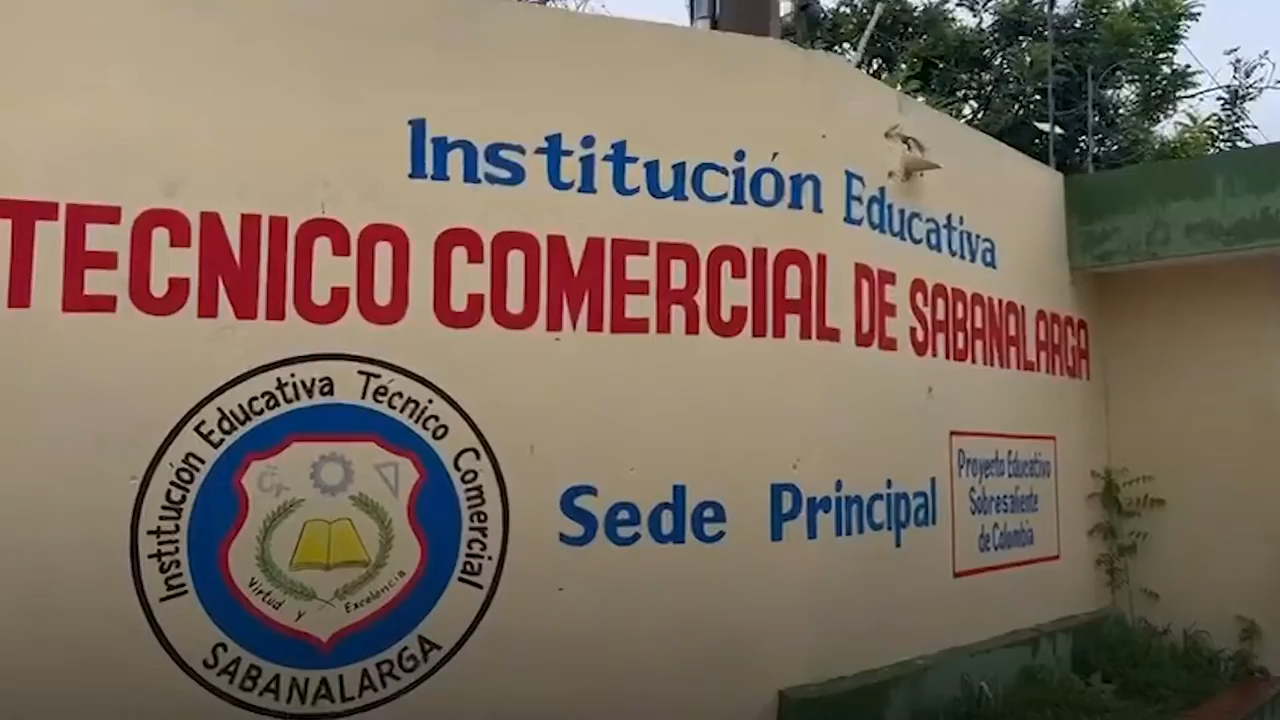 Institución Educativa
TECNICO COMERCIAL DE SABANALARGA
Institución Educativa Técnico Comercial
Virtud y Excelencia
SABANALARGA
Sede Principal
Proyecto Educativo
Sobresaliente
de Colombia